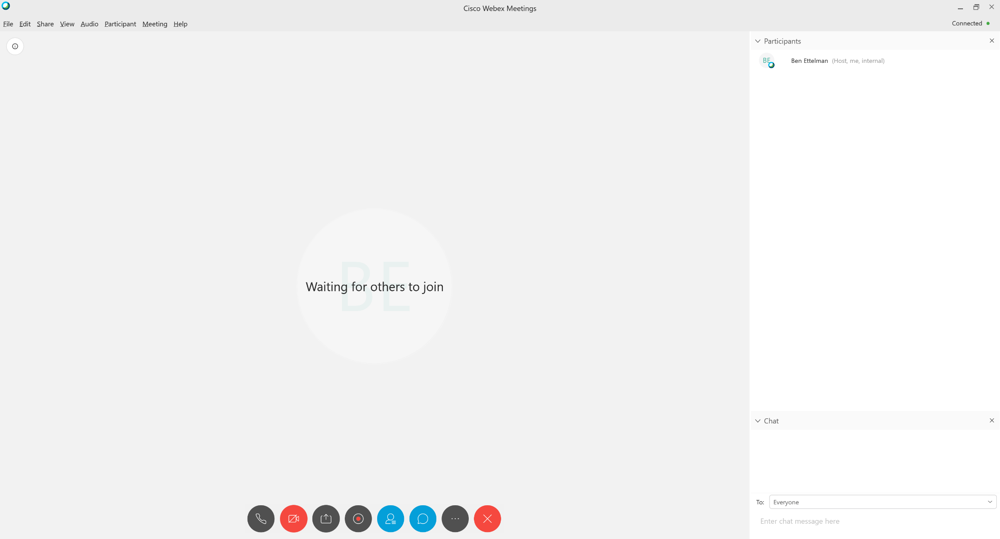 Cisco Webex Meetings
File Edit Share View Audio Participant Meeting Help
Connected
Participants
BE
Ben Ettelman (Host, me, internal)
BE
Waiting for others to join
Chat
To: Everyone
Enter chat message here